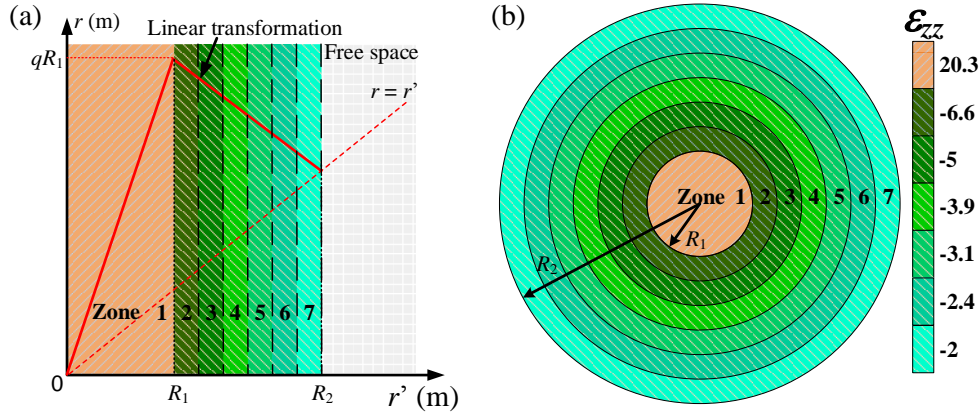 (a)
r (m)
Linear transformation
Free space
qR₁
r = r'
Zone 1 2 3 4 5 6 7
0
R₁
R₂
r' (m)
(b)
Zone 1 2 3 4 5 6 7
R₁
R₂
ε_zz
20.3
-6.6
-5
-3.9
-3.1
-2.4
-2